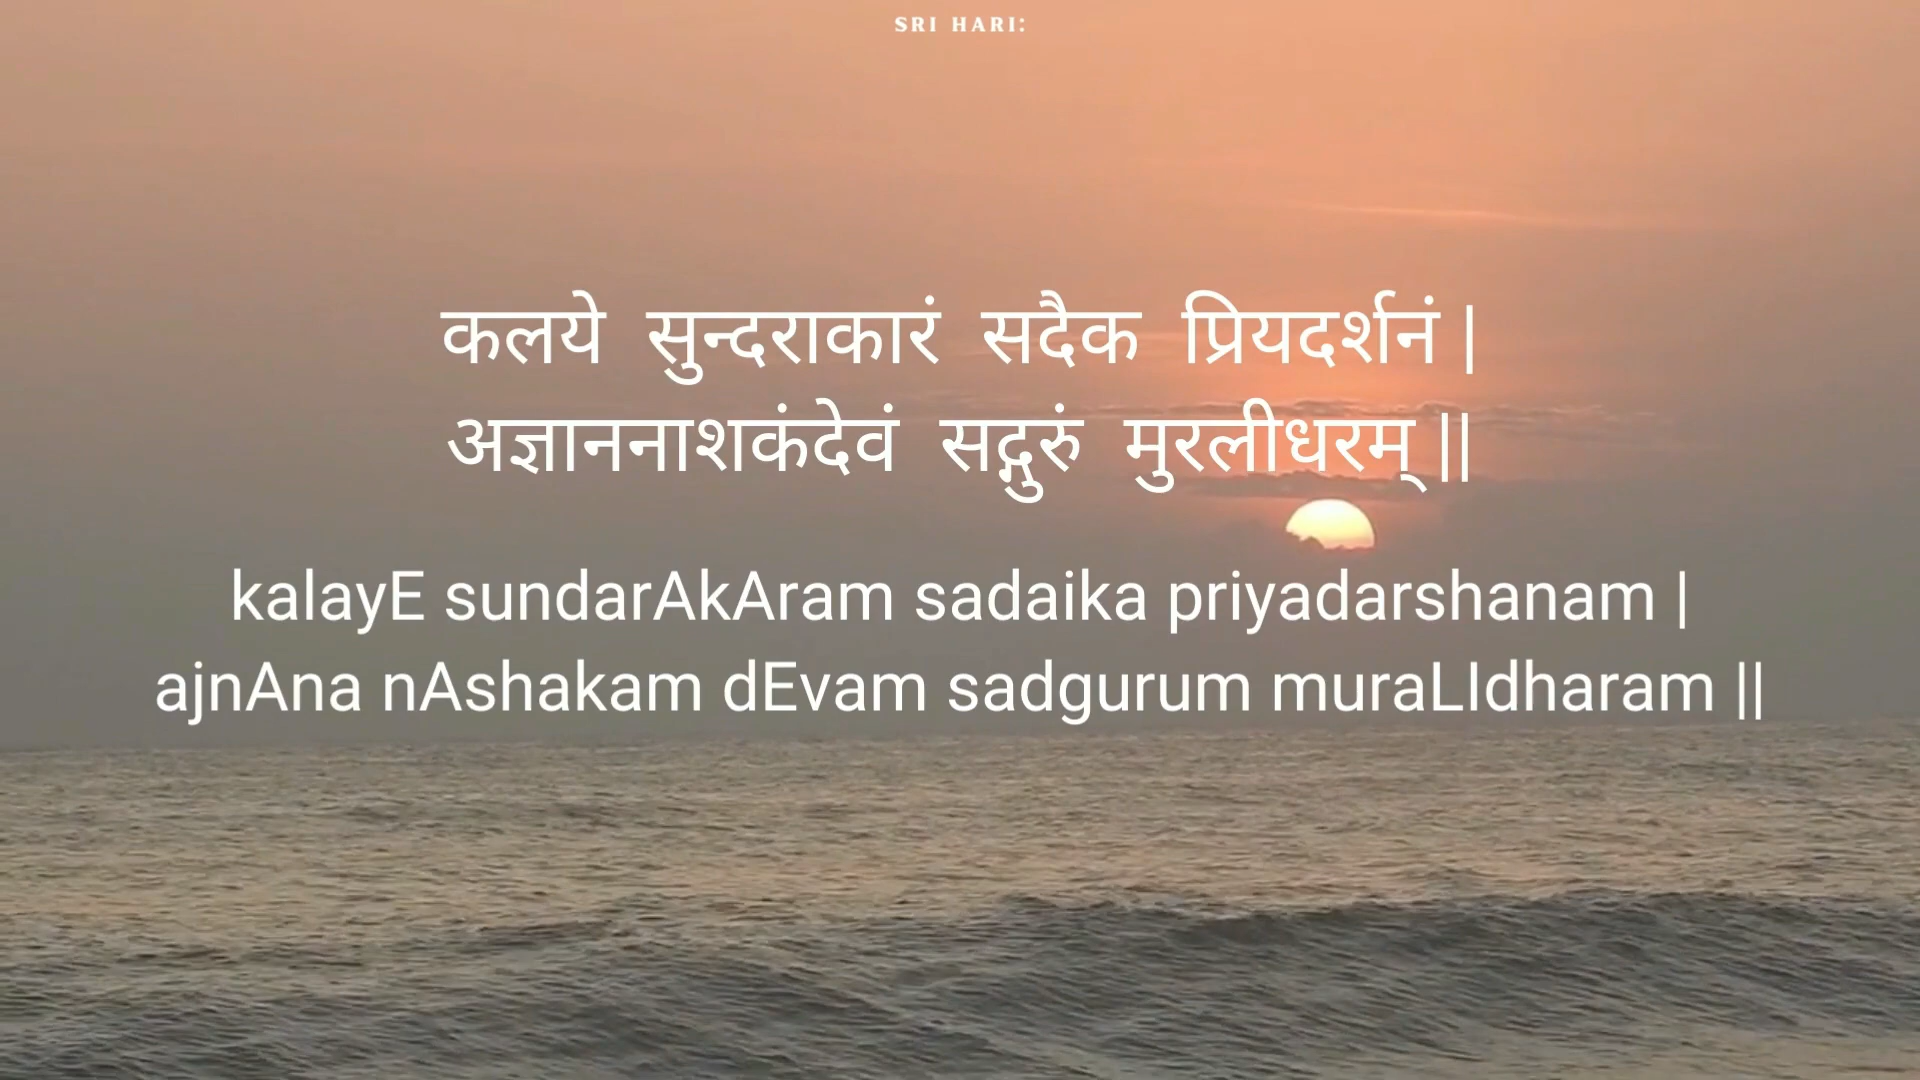 SRI HARI:
कलये सुन्दराकारं सदैक प्रियदर्शनं |
अज्ञाननाशकंदेवं सद्गुरुं मुरलीधरम् ||
kalayE sundarAkAram sadaika priyadarshanam |
ajnAna nAshakam dEvam sadgurum muraLIdharam ||